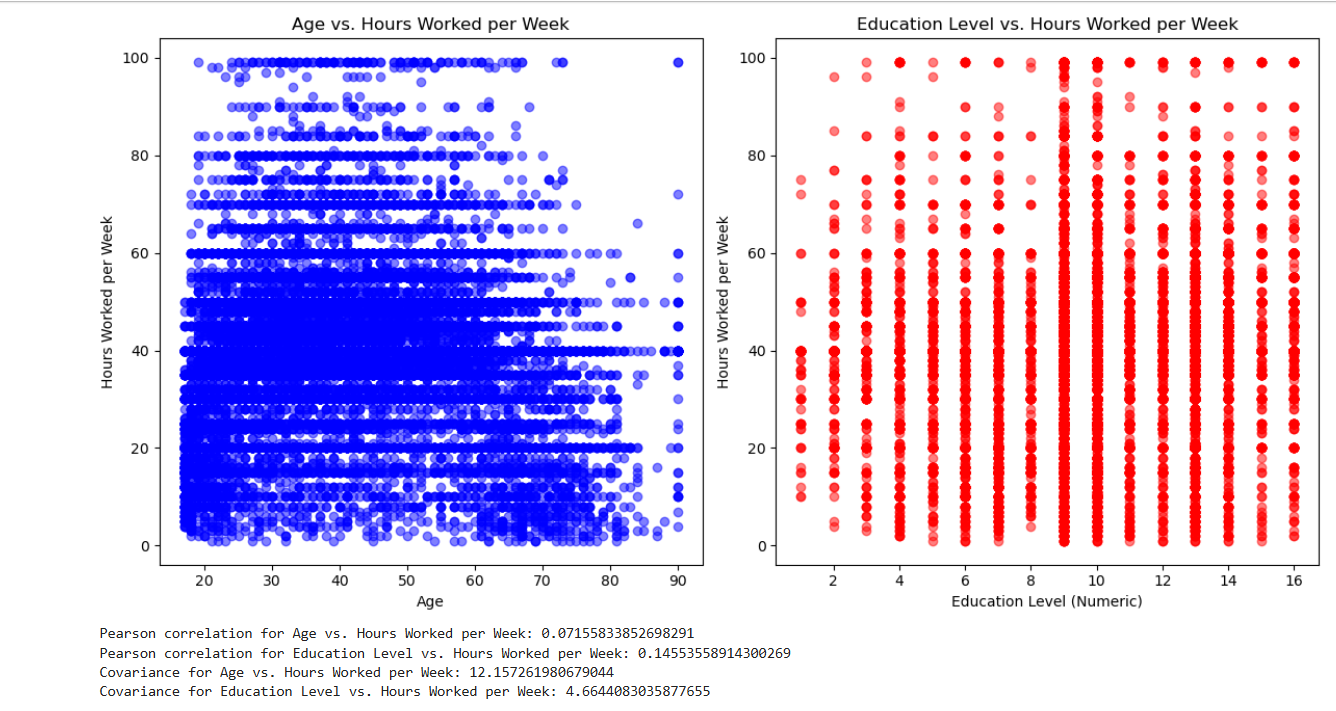 Age vs. Hours Worked per Week
100
80
60
40
20
0
Hours Worked per Week
20 30 40 50 60 70 80 90
Age
Education Level vs. Hours Worked per Week
100
80
60
40
20
0
Hours Worked per Week
2 4 6 8 10 12 14 16
Education Level (Numeric)
Pearson correlation for Age vs. Hours Worked per Week: 0.07155833852698291
Pearson correlation for Education Level vs. Hours Worked per Week: 0.14553558914300269
Covariance for Age vs. Hours Worked per Week: 12.157261980679044
Covariance for Education Level vs. Hours Worked per Week: 4.6644083035877655